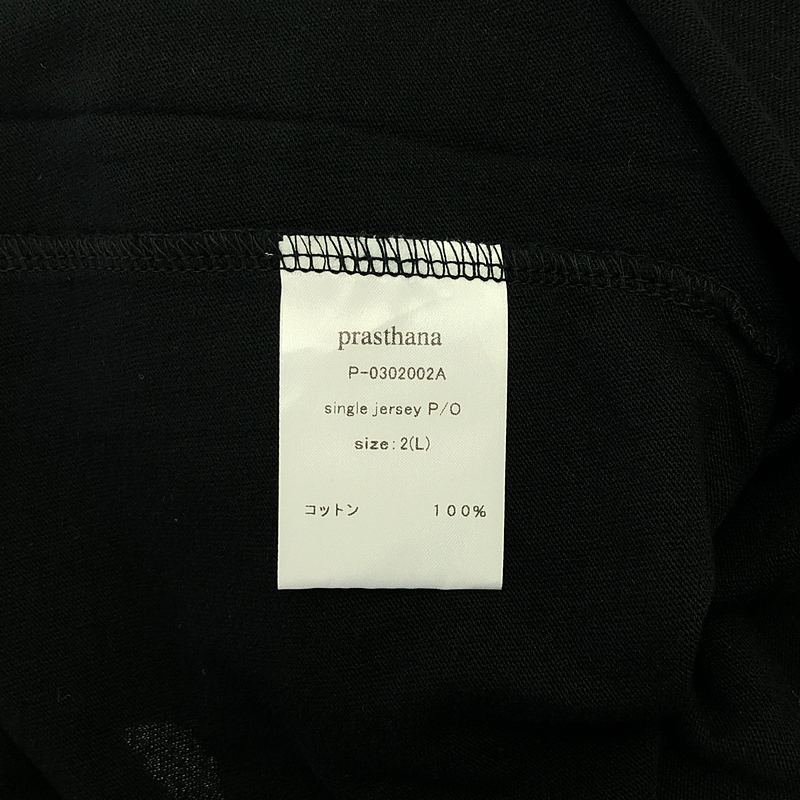 prasthana
P-0302002A
single jersey P/O
size:2(L)
コットン 100%